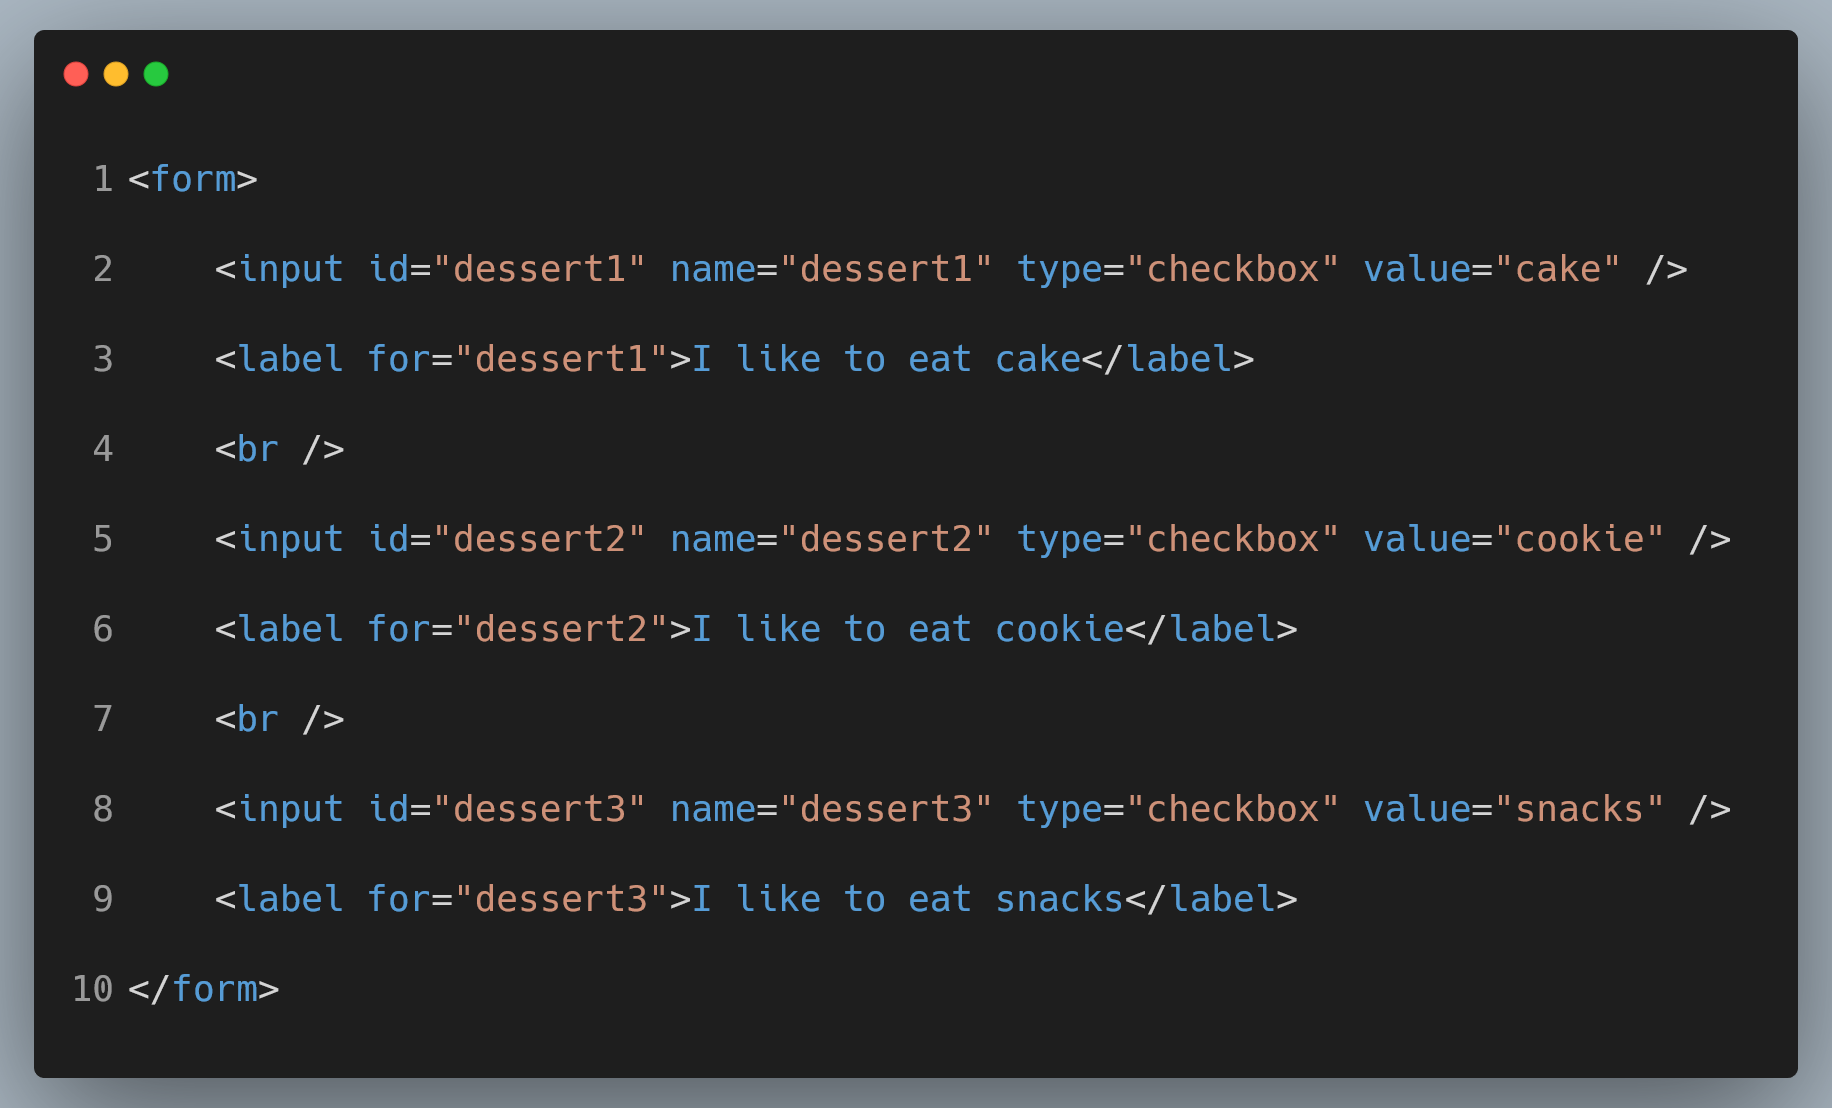 1 <form>
2     <input id="dessert1" name="dessert1" type="checkbox" value="cake" />
3     <label for="dessert1">I like to eat cake</label>
4     <br />
5     <input id="dessert2" name="dessert2" type="checkbox" value="cookie" />
6     <label for="dessert2">I like to eat cookie</label>
7     <br />
8     <input id="dessert3" name="dessert3" type="checkbox" value="snacks" />
9     <label for="dessert3">I like to eat snacks</label>
10 </form>